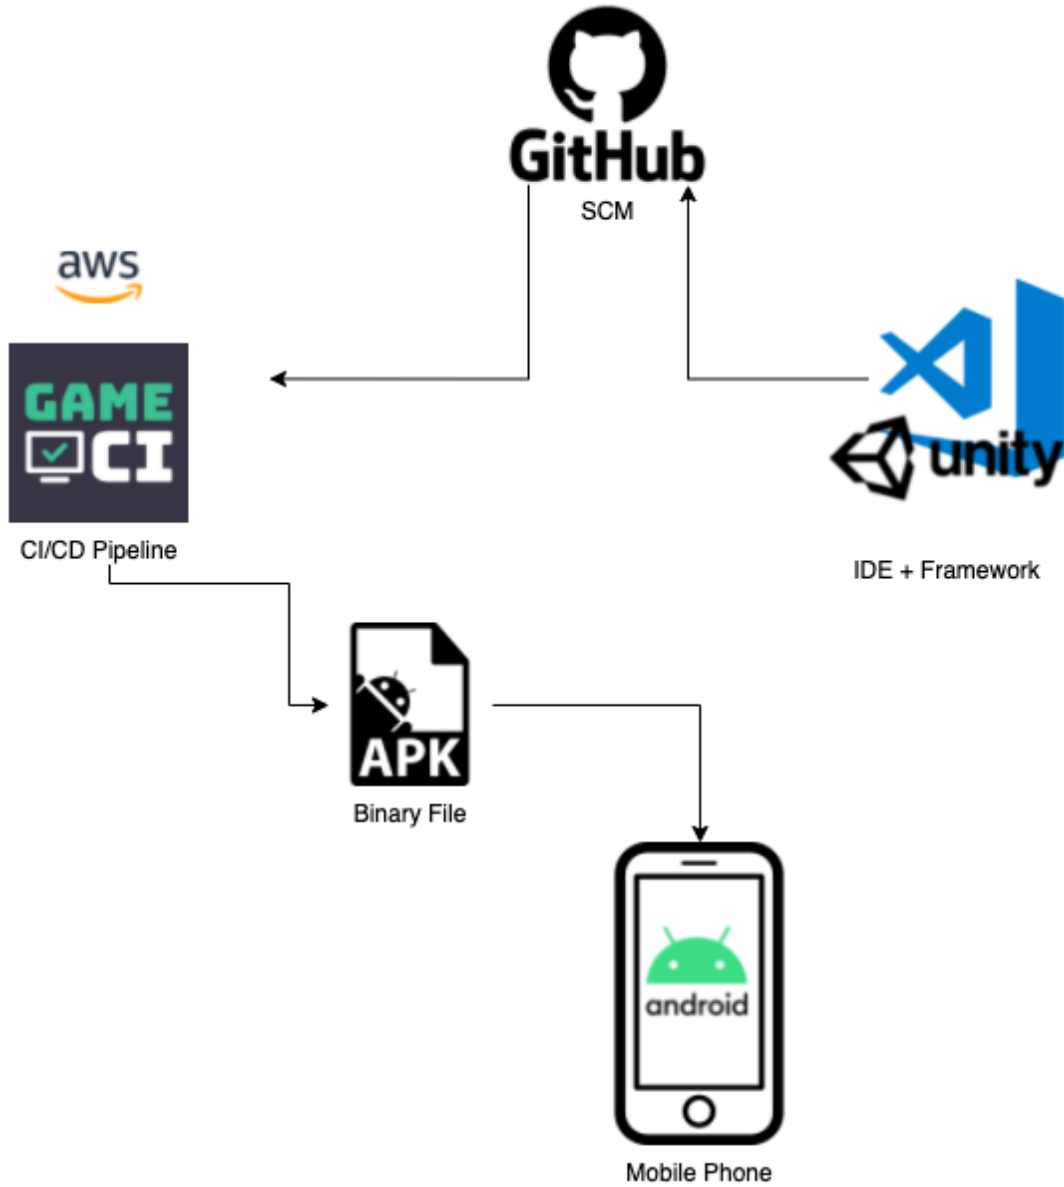 GitHub
SCM
aws
GAME
CI
CI/CD Pipeline
unity
IDE + Framework
APK
Binary File
android
Mobile Phone